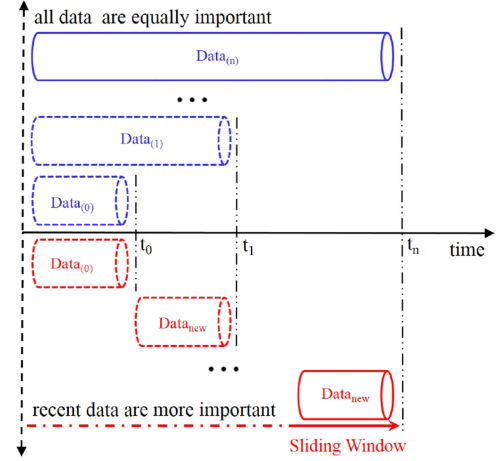 all data are equally important
Data(n)
...
Data(1)
Data(0)
t0 t1 tn time
Data(0)
Datanew
...
Datanew
recent data are more important
Sliding Window